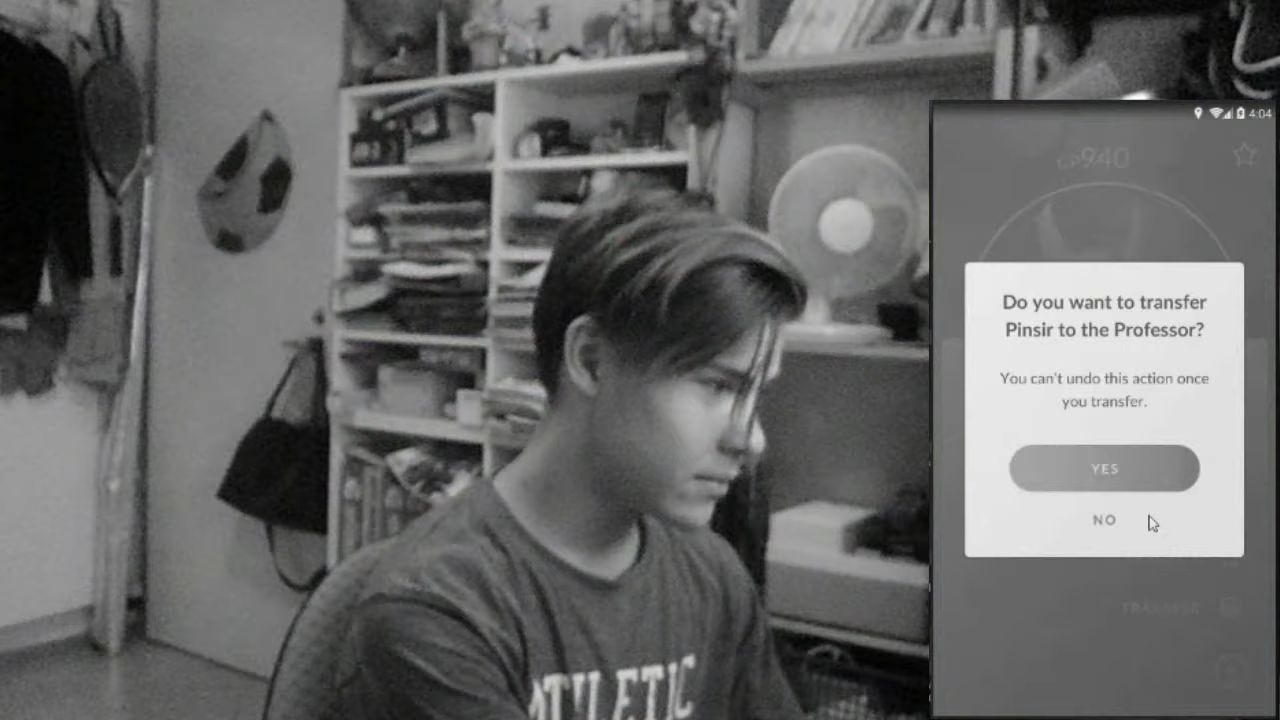 4:04
CP940
Do you want to transfer
Pinsir to the Professor?
You can't undo this action once
you transfer.
YES
NO
TRANSFER
ATHLETIC